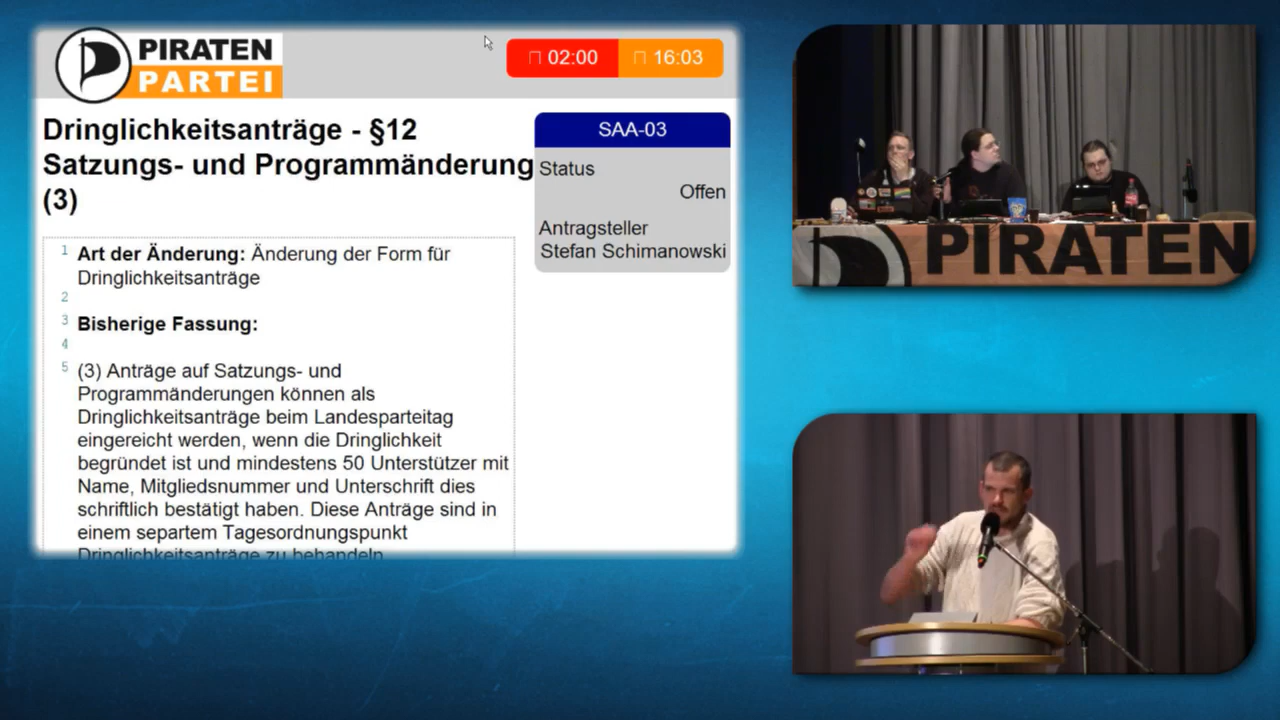 PIRATEN
PARTEI
02:00
16:03
Dringlichkeitsanträge - §12
Satzungs- und Programmänderung
(3)
SAA-03
Status
Offen
Antragsteller
Stefan Schimanowski
1 Art der Änderung: Änderung der Form für
Dringlichkeitsanträge
2
3 Bisherige Fassung:
4
5 (3) Anträge auf Satzungs- und
Programmänderungen können als
Dringlichkeitsanträge beim Landesparteitag
eingereicht werden, wenn die Dringlichkeit
begründet ist und mindestens 50 Unterstützer mit
Name, Mitgliedsnummer und Unterschrift dies
schriftlich bestätigt haben. Diese Anträge sind in
einem separtem Tagesordnungspunkt
Dringlichkeitsanträge zu behandeln
PIRATEN